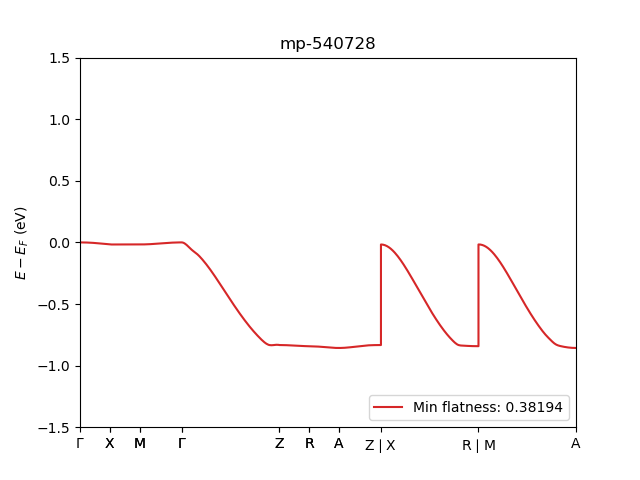 mp-540728
E − E_F (eV)
1.5
1.0
0.5
0.0
−0.5
−1.0
−1.5
Min flatness: 0.38194
Γ X M Γ Z R A Z | X R | M A